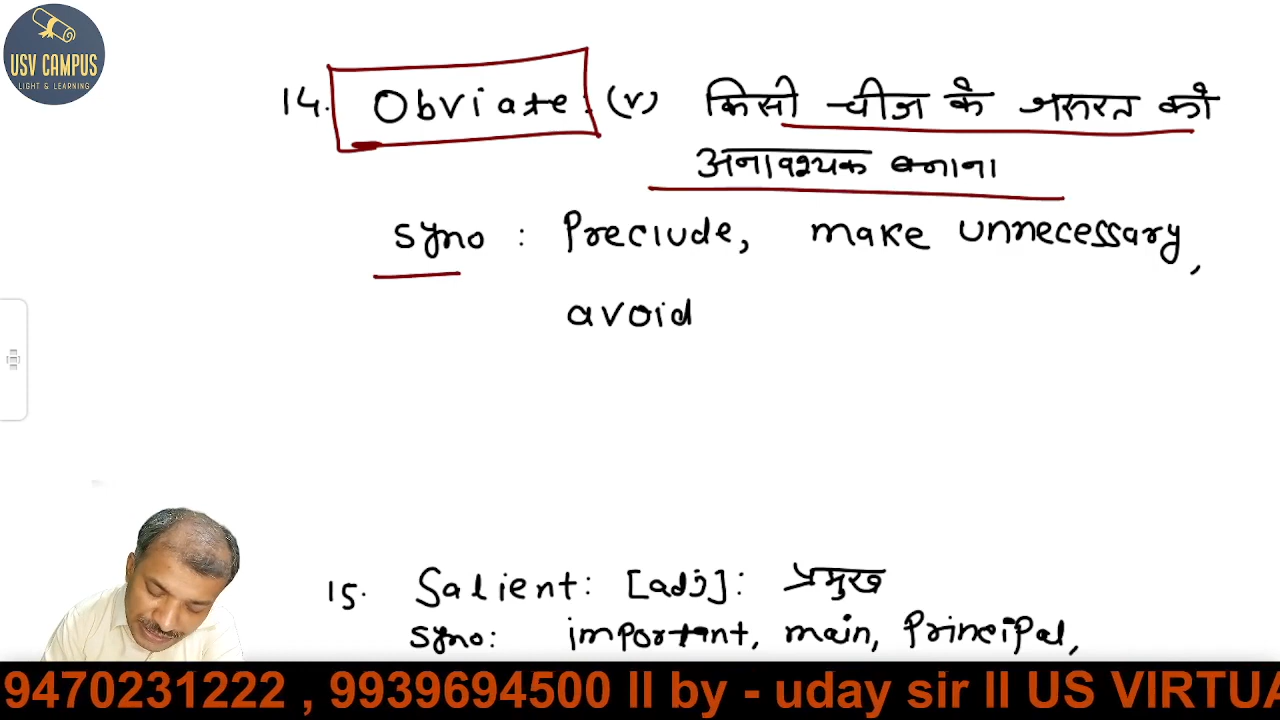 USV CAMPUS
LIGHT & LEARNING
14. Obviate (v) किसी चीज के जरुरत को
अनावश्यक बनाना
syno : Preclude, make unnecessary,
avoid
15. Salient: [adj]: प्रमुख
syno: important, main, Principal,
9470231222 , 9939694500 ll by - uday sir ll US VIRTUA